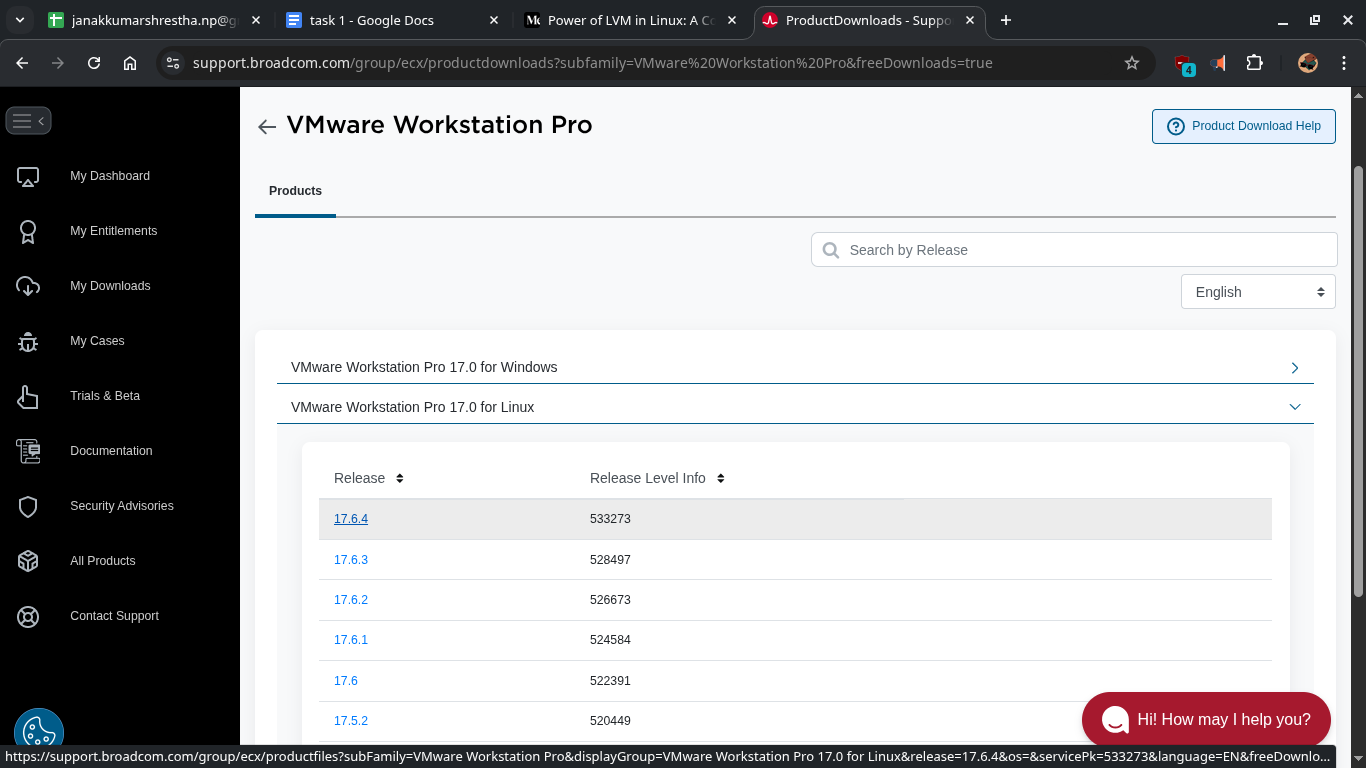 janakkumarshrestha.np@g
task 1 - Google Docs
Power of LVM in Linux: A Co
ProductDownloads - Suppo
support.broadcom.com/group/ecx/productdownloads?subfamily=VMware%20Workstation%20Pro&freeDownloads=true
4
VMware Workstation Pro
Product Download Help
My Dashboard
My Entitlements
My Downloads
My Cases
Trials & Beta
Documentation
Security Advisories
All Products
Contact Support
Products
Search by Release
English
VMware Workstation Pro 17.0 for Windows
VMware Workstation Pro 17.0 for Linux
Release Release Level Info
17.6.4 533273
17.6.3 528497
17.6.2 526673
17.6.1 524584
17.6 522391
17.5.2 520449
Hi! How may I help you?
https://support.broadcom.com/group/ecx/productfiles?subFamily=VMware Workstation Pro&displayGroup=VMware Workstation Pro 17.0 for Linux&release=17.6.4&os=&servicePk=533273&language=EN&freeDownlo...